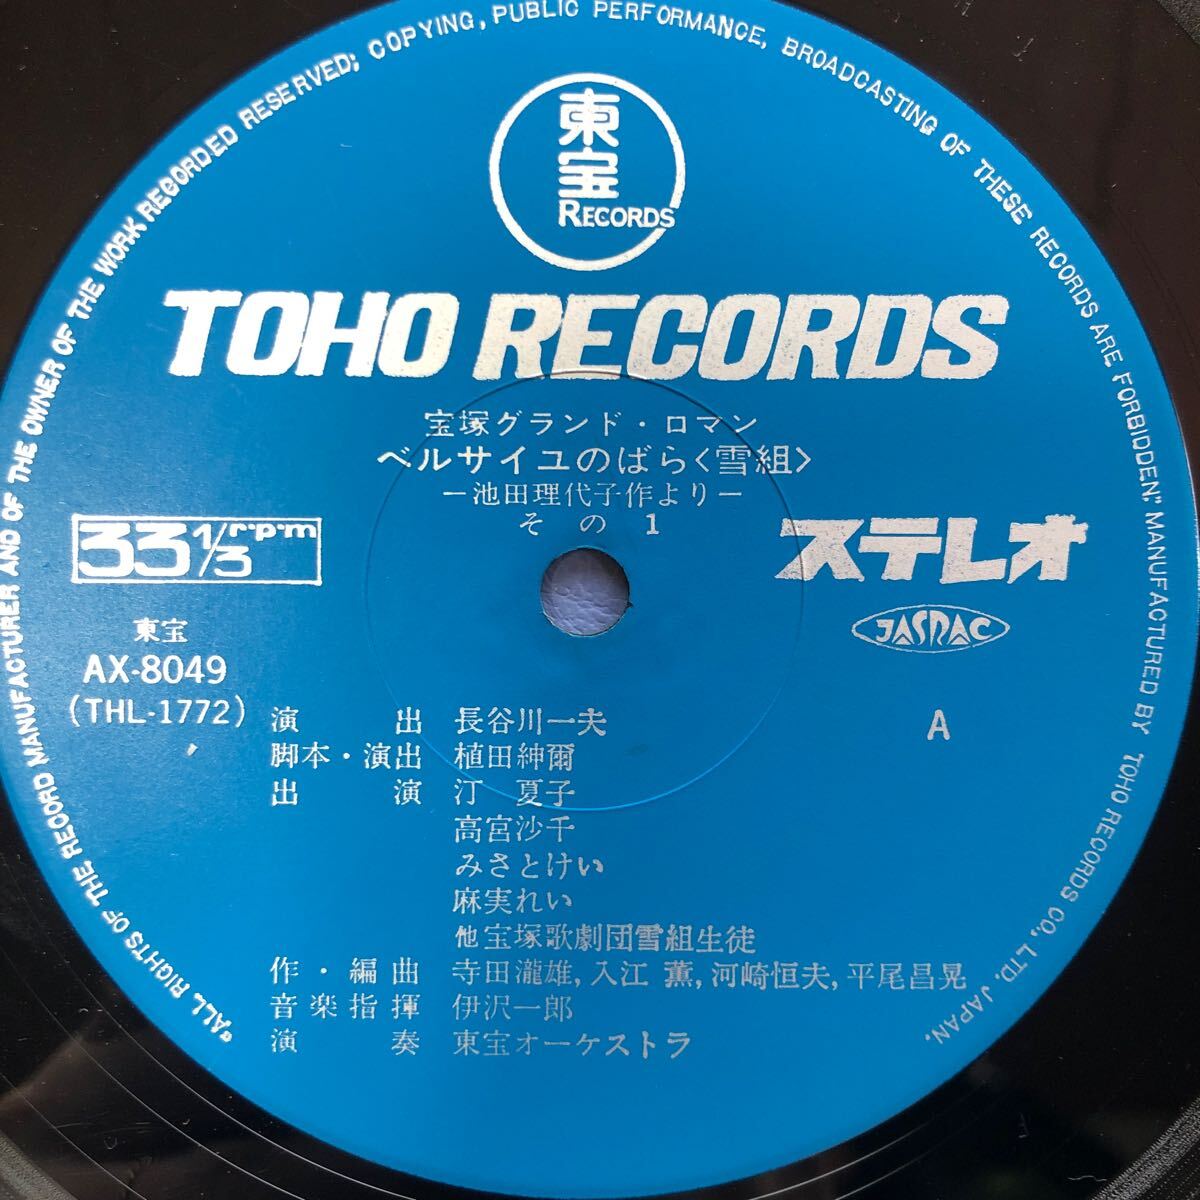 "ALL RIGHTS OF THE RECORD MANUFACTURER AND OF THE OWNER OF THE WORK RECORDED RESERVED; COPYING, PUBLIC PERFORMANCE, BROADCASTING OF THESE RECORDS ARE FORBIDDEN," MANUFACTURED BY TOHO RECORDS CO., LTD. JAPAN.
東宝
RECORDS
TOHO RECORDS
宝塚グランド・ロマン
ベルサイユのばら〈雪組〉
―池田理代子作より―
その1
33 1/3 r・p・m
ステレオ
JASRAC
東宝
AX-8049
(THL-1772)
A
演出 長谷川一夫
脚本・演出 植田紳爾
出演 汀 夏子
高宮沙千
みさとけい
麻実れい
他宝塚歌劇団雪組生徒
作・編曲 寺田瀧雄, 入江 薫, 河崎恒夫, 平尾昌晃
音楽指揮 伊沢一郎
演奏 東宝オーケストラ